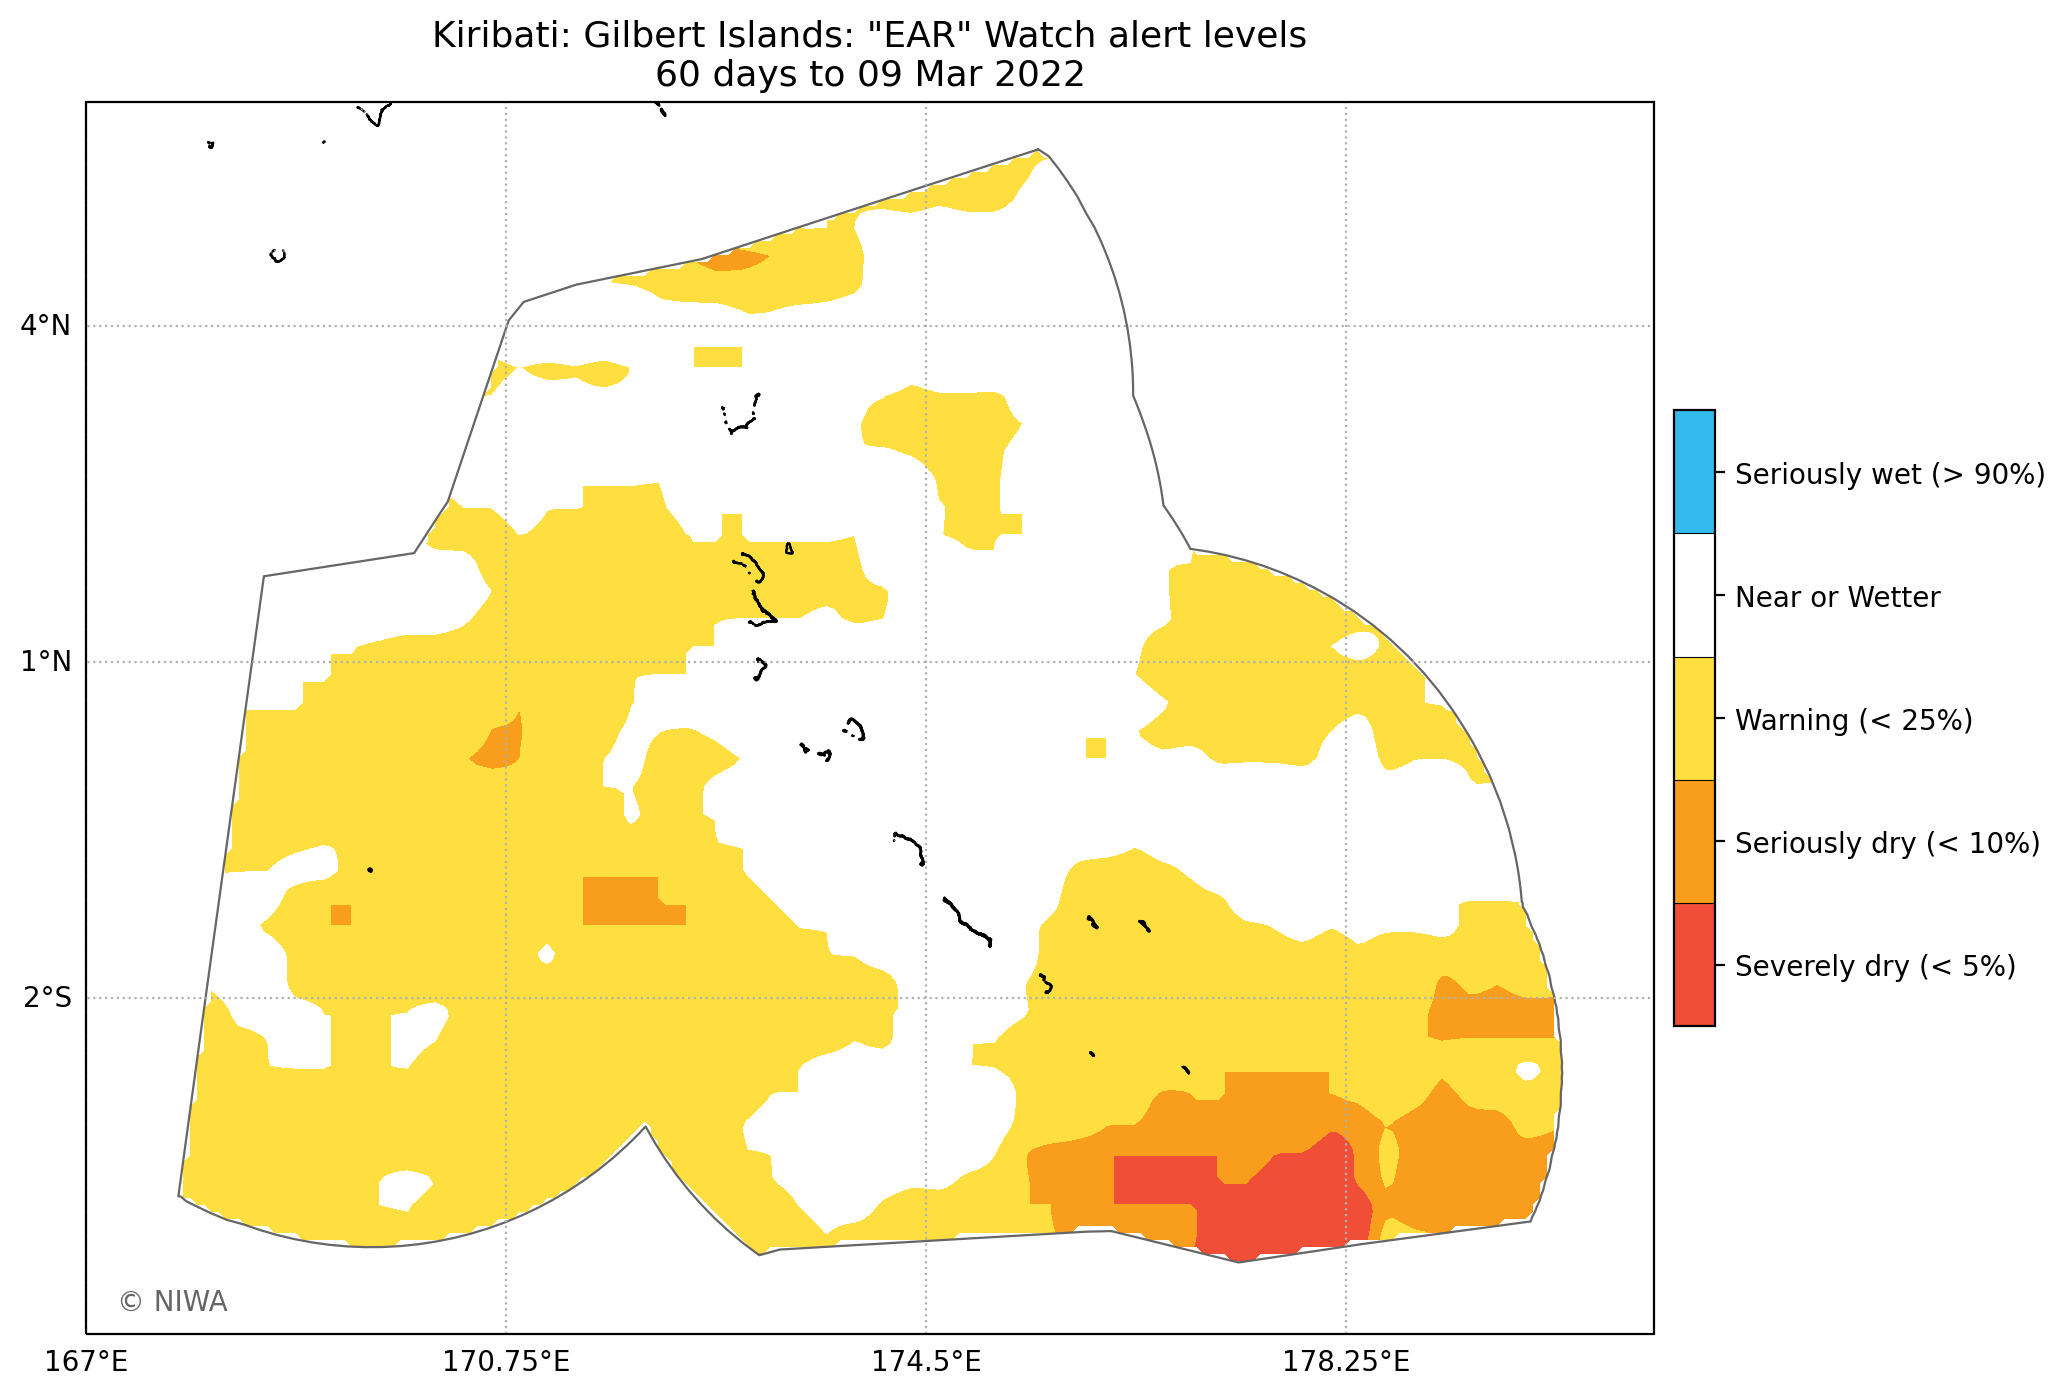 Kiribati: Gilbert Islands: "EAR" Watch alert levels
60 days to 09 Mar 2022
4°N
1°N
2°S
167°E
170.75°E
174.5°E
178.25°E
© NIWA
Seriously wet (> 90%)
Near or Wetter
Warning (< 25%)
Seriously dry (< 10%)
Severely dry (< 5%)